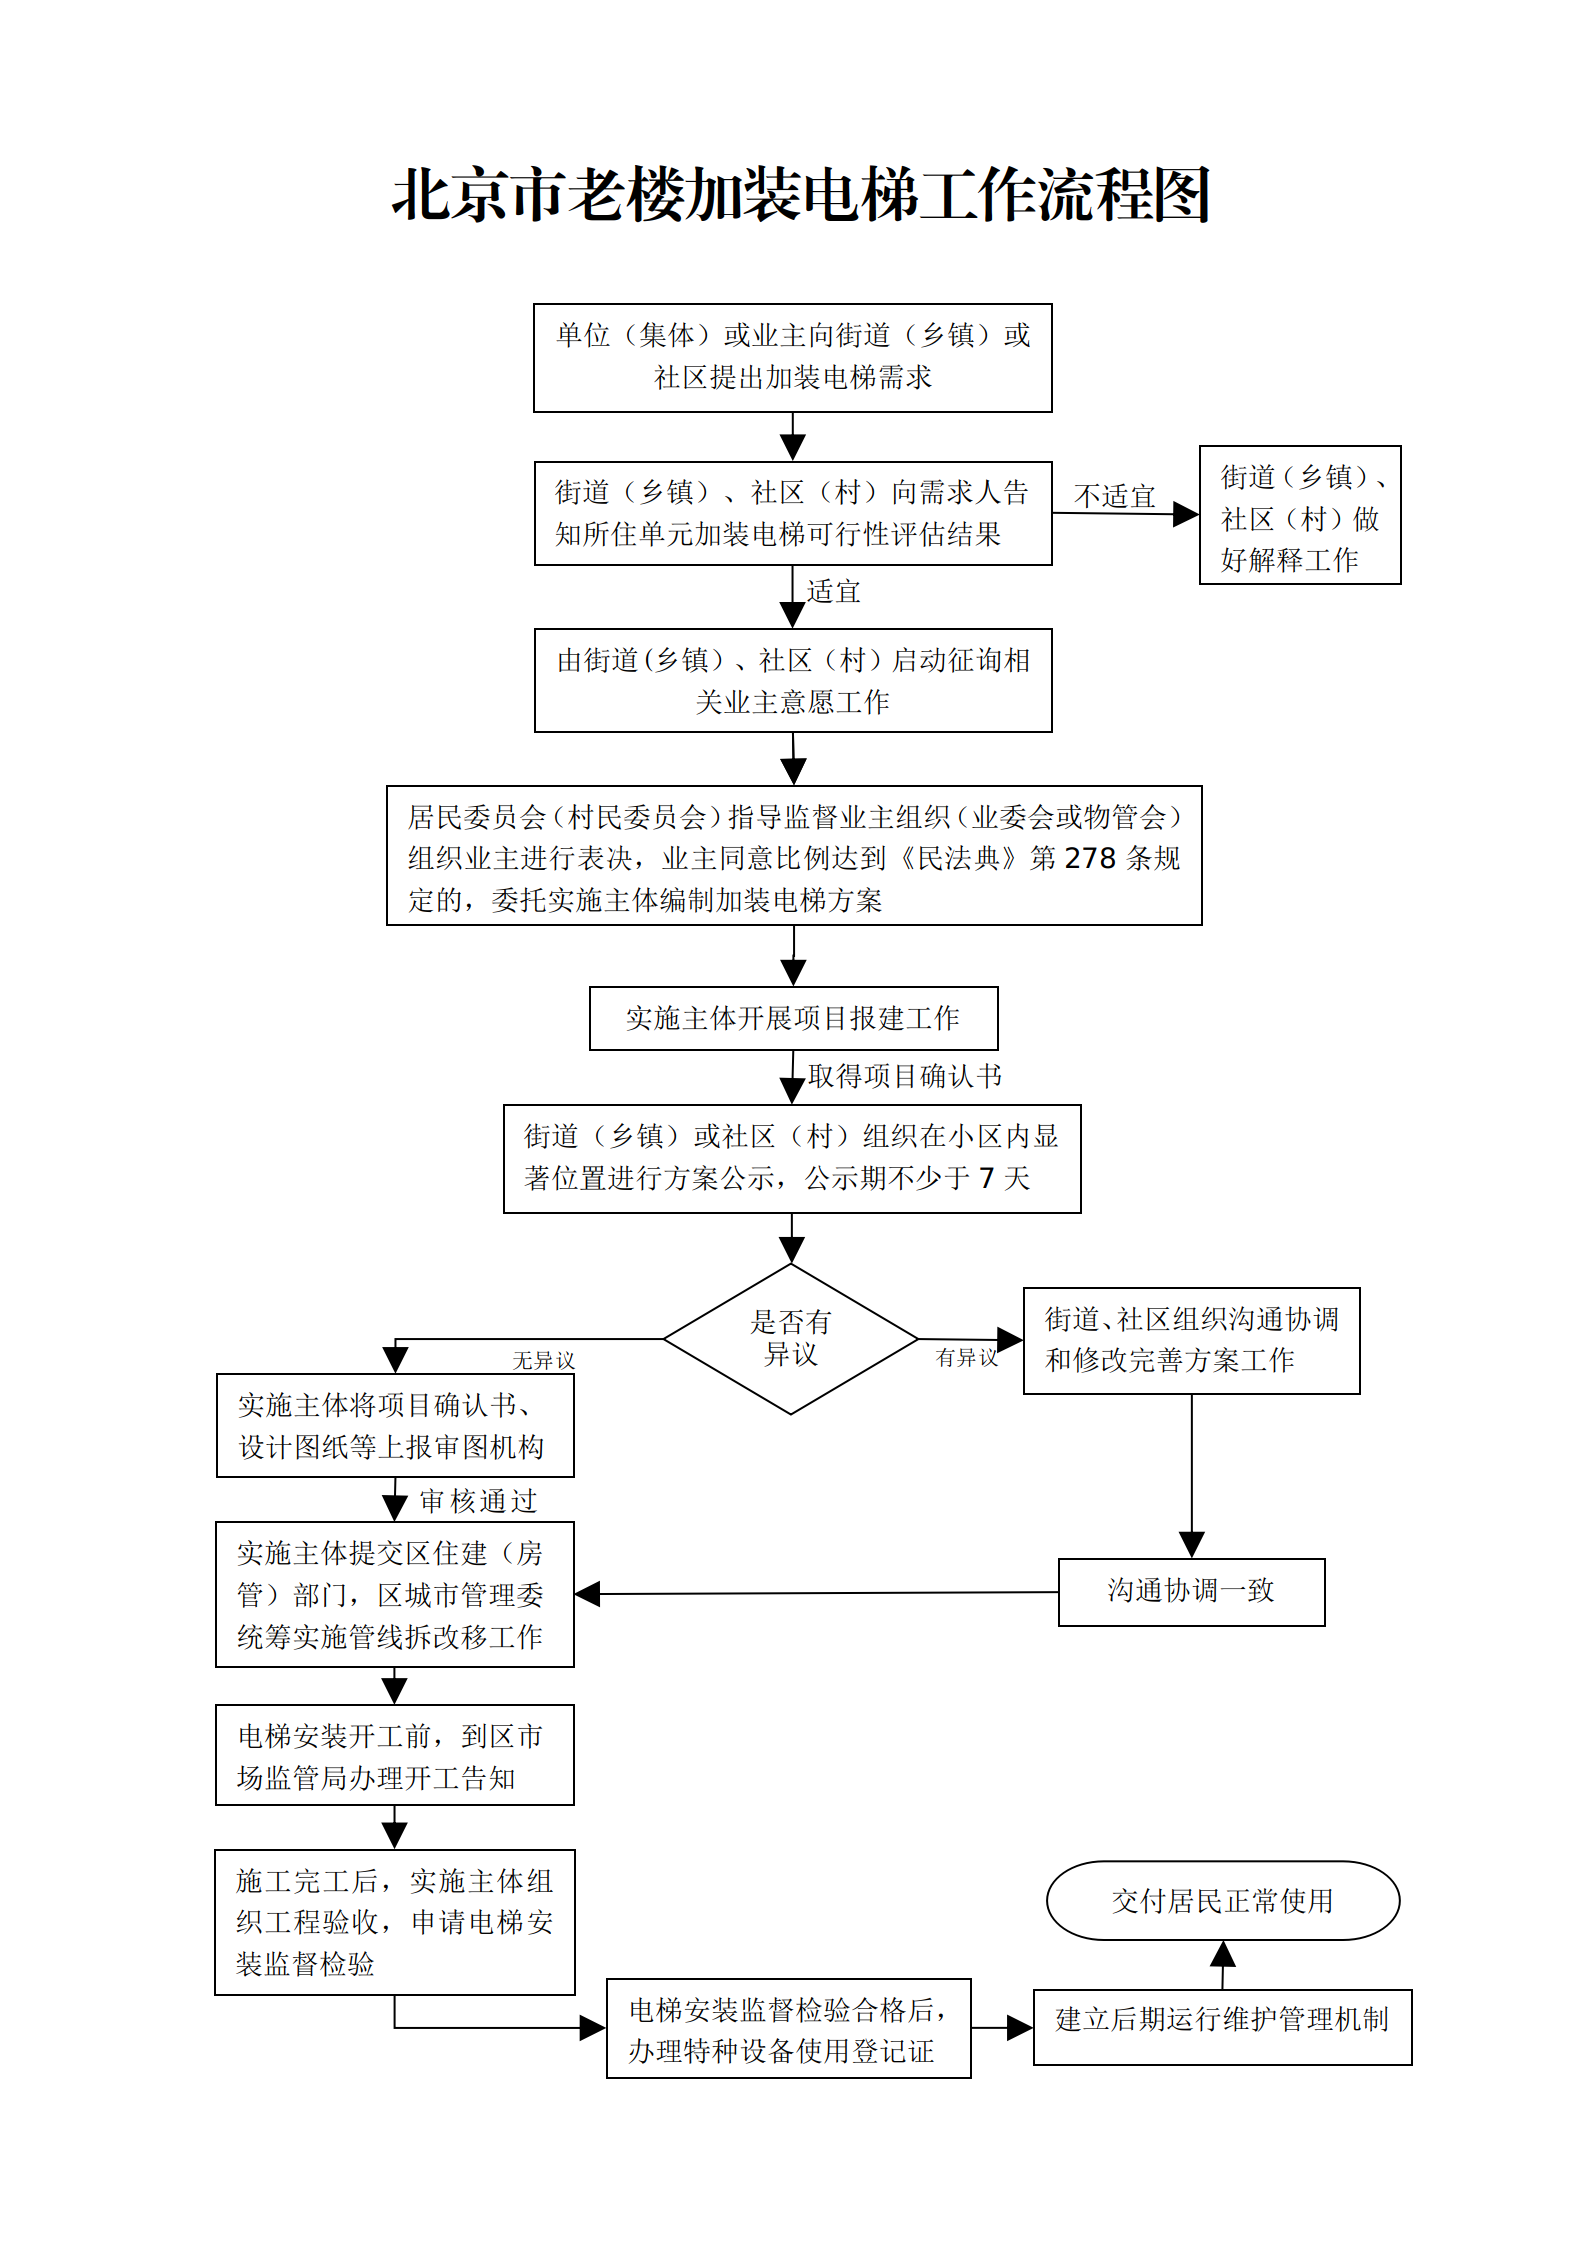 北京市老楼加装电梯工作流程图
单位（集体）或业主向街道（乡镇）或
社区提出加装电梯需求
街道（乡镇）、社区（村）向需求人告
知所住单元加装电梯可行性评估结果
不适宜
街道（乡镇）、
社区（村）做
好解释工作
适宜
由街道(乡镇）、社区（村）启动征询相
关业主意愿工作
居民委员会（村民委员会）指导监督业主组织（业委会或物管会）
组织业主进行表决，业主同意比例达到《民法典》第 278 条规
定的，委托实施主体编制加装电梯方案
实施主体开展项目报建工作
取得项目确认书
街道（乡镇）或社区（村）组织在小区内显
著位置进行方案公示，公示期不少于 7 天
是否有
异议
无异议
有异议
街道、社区组织沟通协调
和修改完善方案工作
实施主体将项目确认书、
设计图纸等上报审图机构
审核通过
实施主体提交区住建（房
管）部门，区城市管理委
统筹实施管线拆改移工作
沟通协调一致
电梯安装开工前，到区市
场监管局办理开工告知
施工完工后，实施主体组
织工程验收，申请电梯安
装监督检验
电梯安装监督检验合格后，
办理特种设备使用登记证
建立后期运行维护管理机制
交付居民正常使用